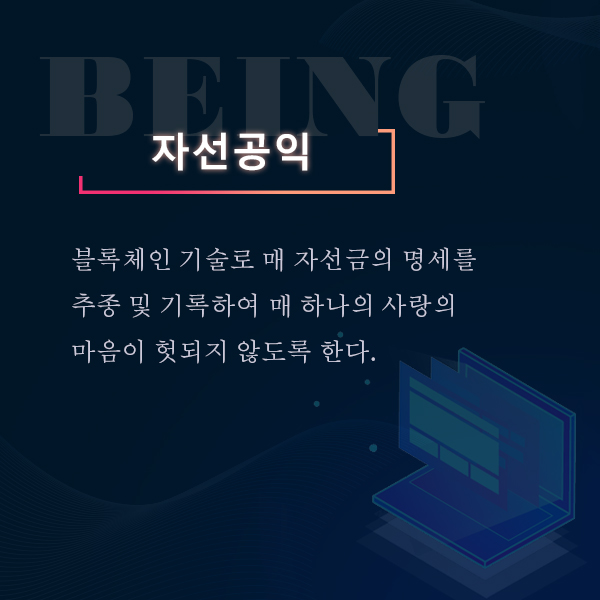 BEING
자선공익
블록체인 기술로 매 자선금의 명세를
추종 및 기록하여 매 하나의 사랑의
마음이 헛되지 않도록 한다.